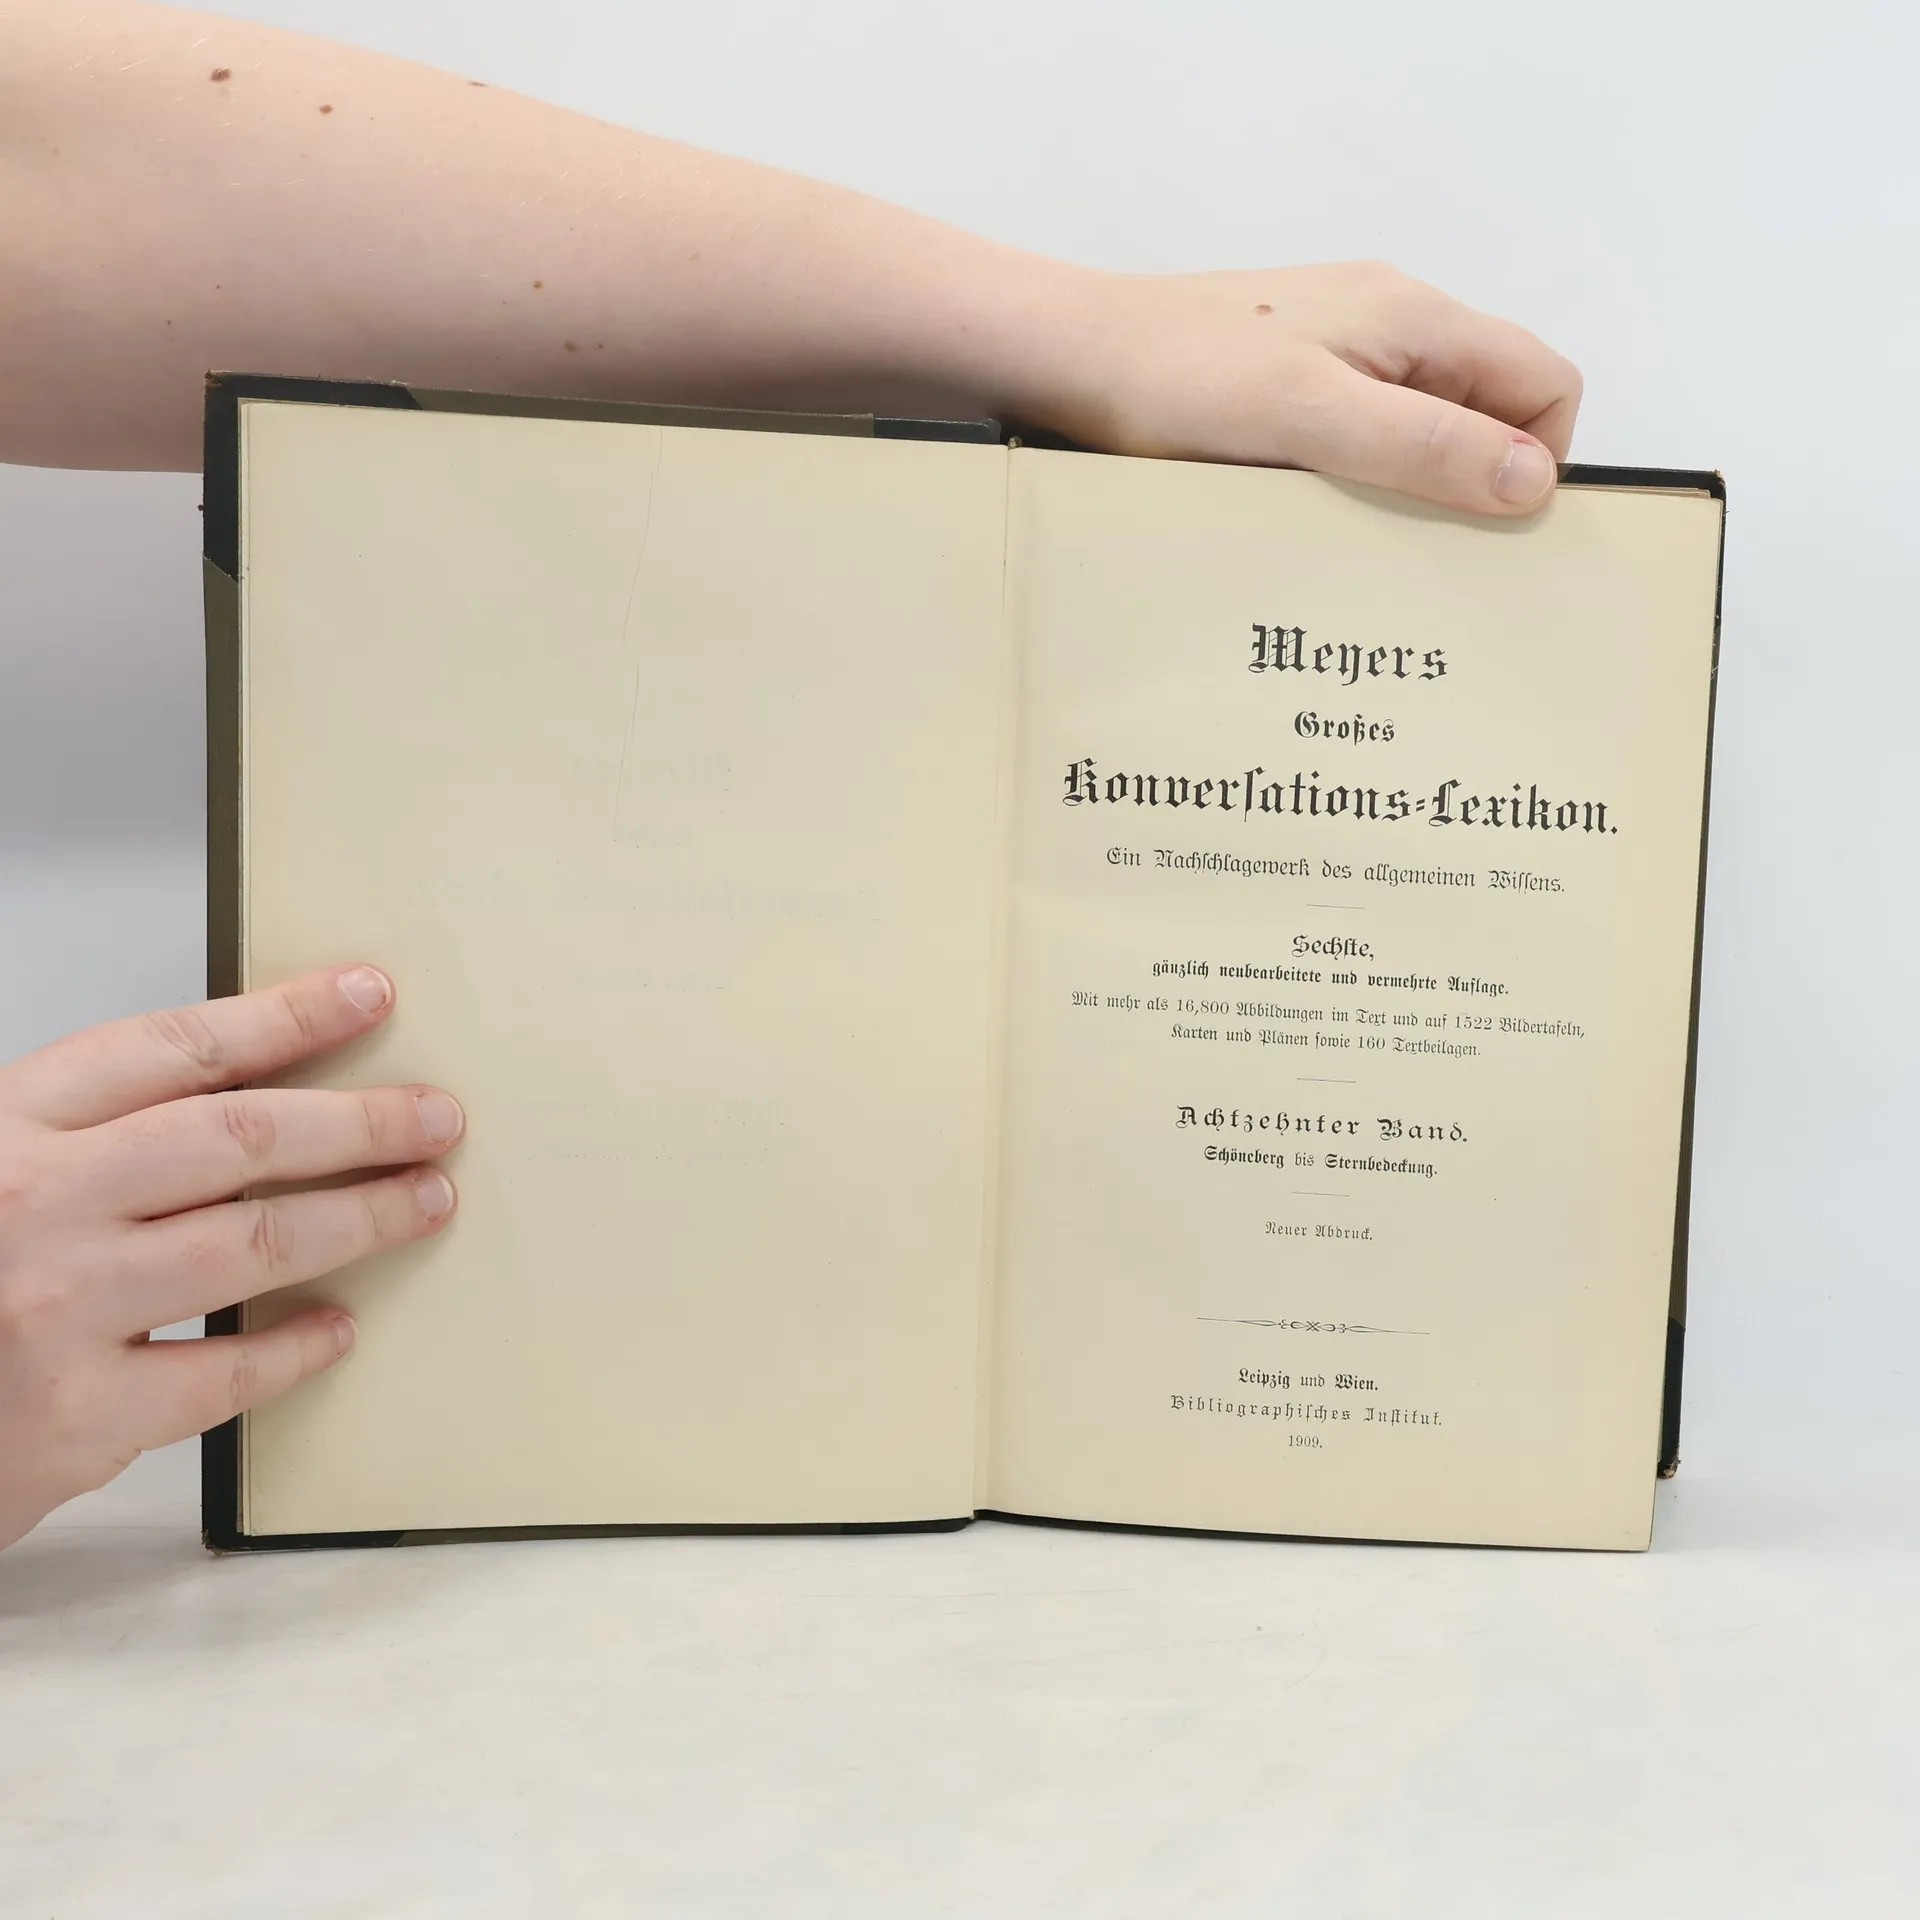 Meyers
Großes
Konverſations-Lexikon.
Ein Nachſchlagewerk des allgemeinen Wiſſens.
Sechſte,
gänzlich neubearbeitete und vermehrte Auflage.
Mit mehr als 16,800 Abbildungen im Text und auf 1522 Bildertafeln,
Karten und Plänen ſowie 160 Textbeilagen.
Achtzehnter Band.
Schöneberg bis Sternbedeckung.
Neuer Abdruck.
Leipzig und Wien.
Bibliographiſches Inſtitut.
1909.